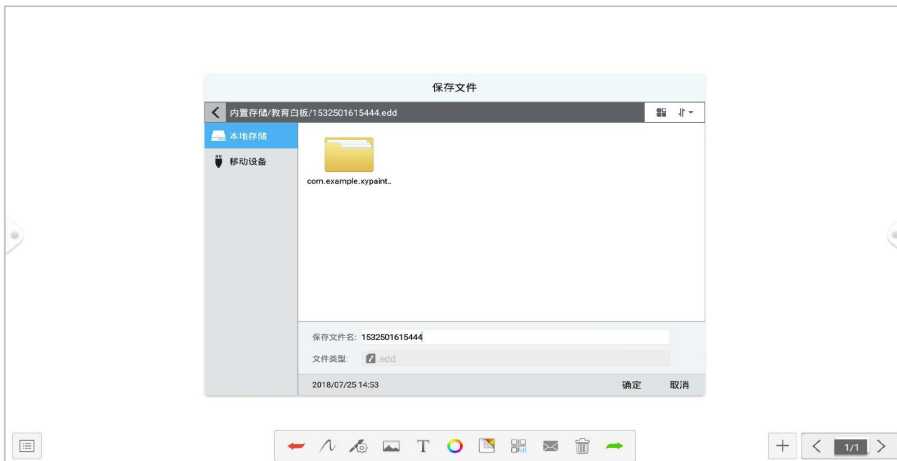 保存文件
内置存储/教育白板/1532501615444.edd
本地存储
移动设备
com.example.xypaint..
保存文件名: 1532501615444
文件类型: .edd
2018/07/25 14:53 确定 取消
T
1/1